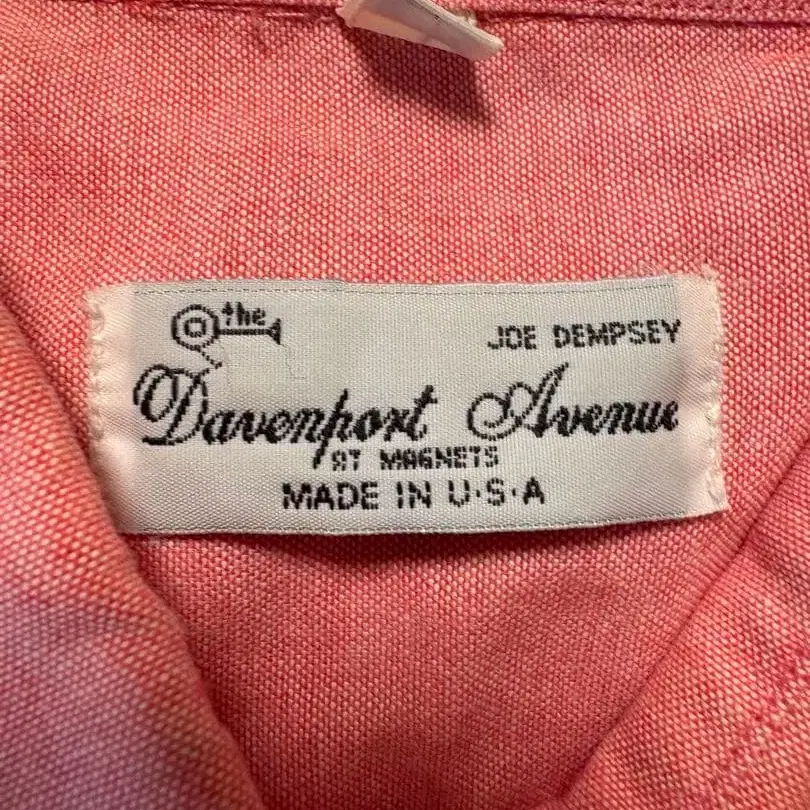 the
JOE DEMPSEY
Davenport Avenue
AT MAGNETS
MADE IN U·S·A